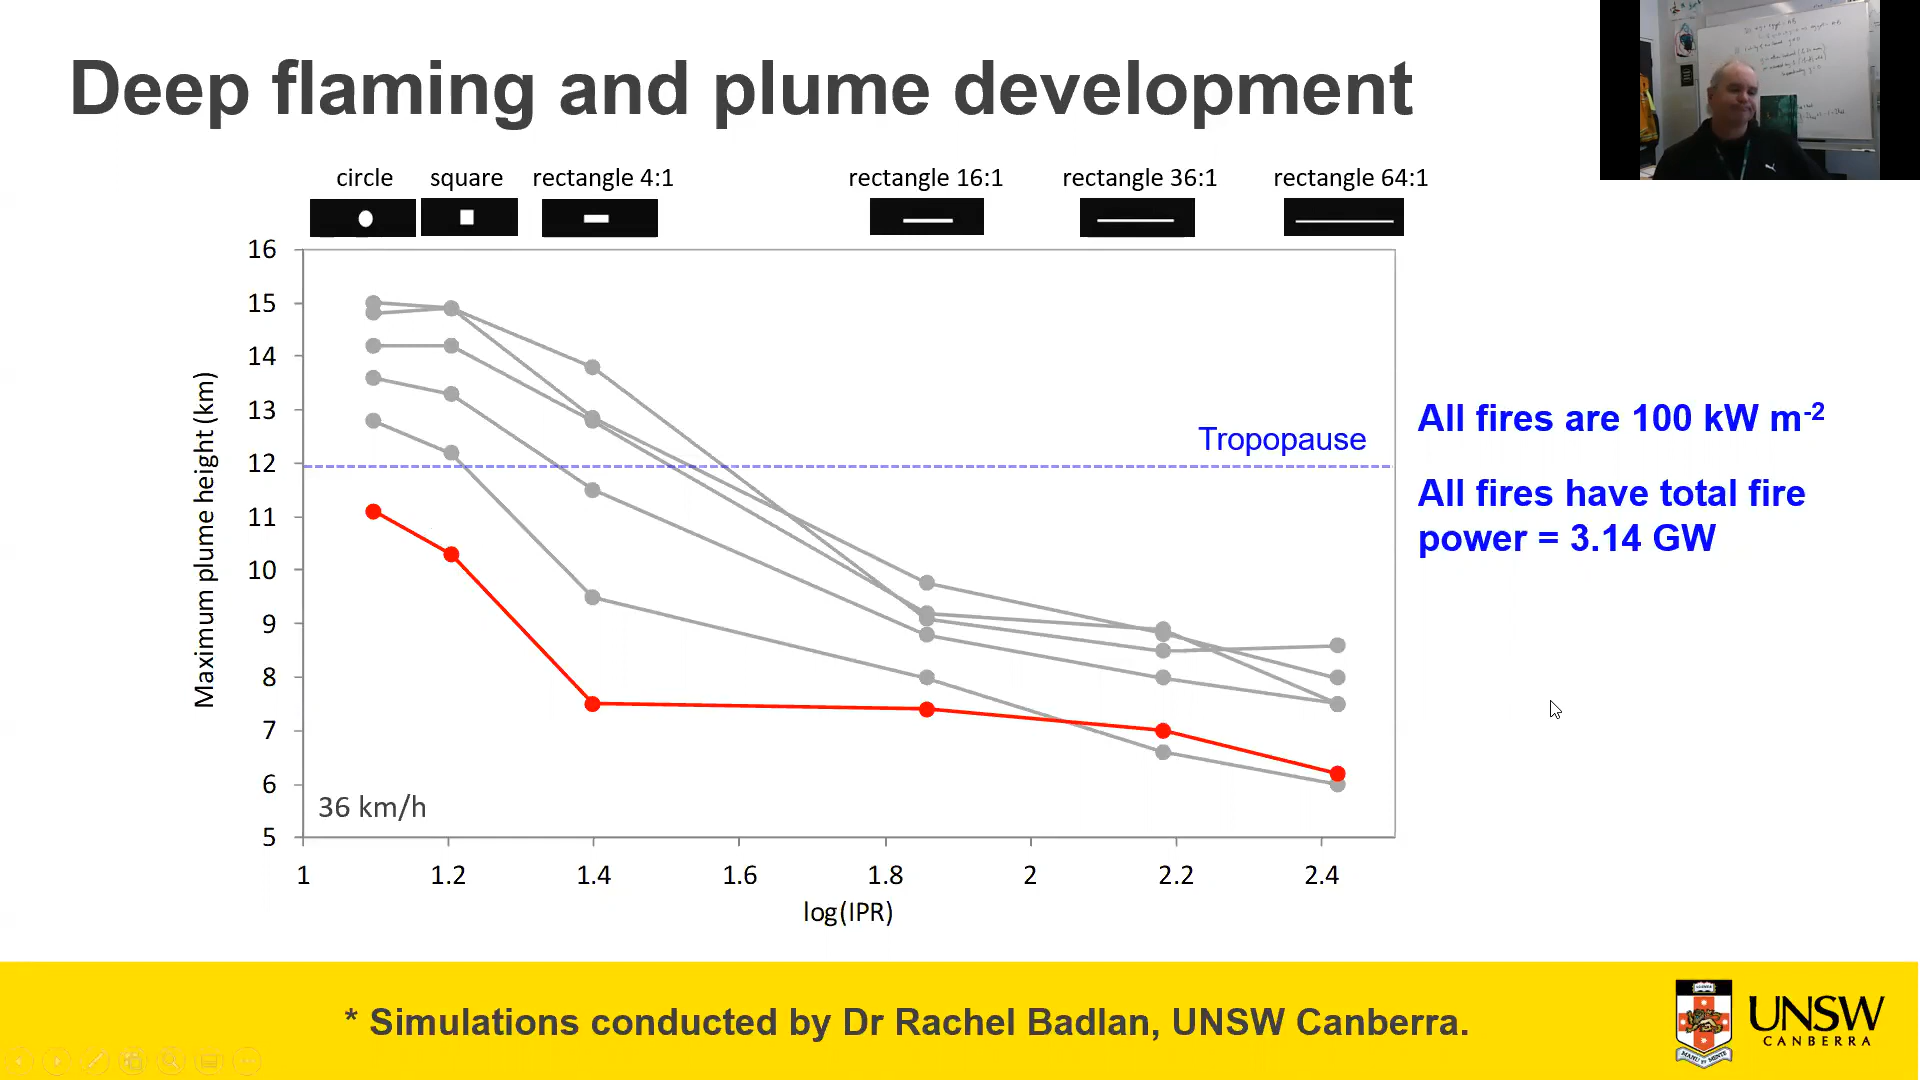 Deep flaming and plume development
circle square rectangle 4:1 rectangle 16:1 rectangle 36:1 rectangle 64:1
16
15
14
13
12
11
10
9
8
7
6
5
Maximum plume height (km)
Tropopause
36 km/h
1 1.2 1.4 1.6 1.8 2 2.2 2.4
log(IPR)
All fires are 100 kW m-2
All fires have total fire
power = 3.14 GW
* Simulations conducted by Dr Rachel Badlan, UNSW Canberra.
UNSW
CANBERRA